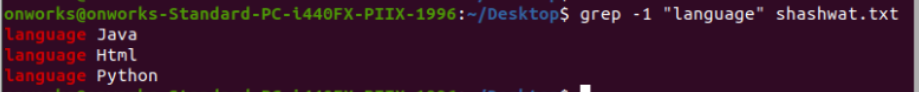 onworks@onworks-Standard-PC-i440FX-PIIX-1996:~/Desktop$ grep -1 "language" shashwat.txt
language Java
language Html
language Python